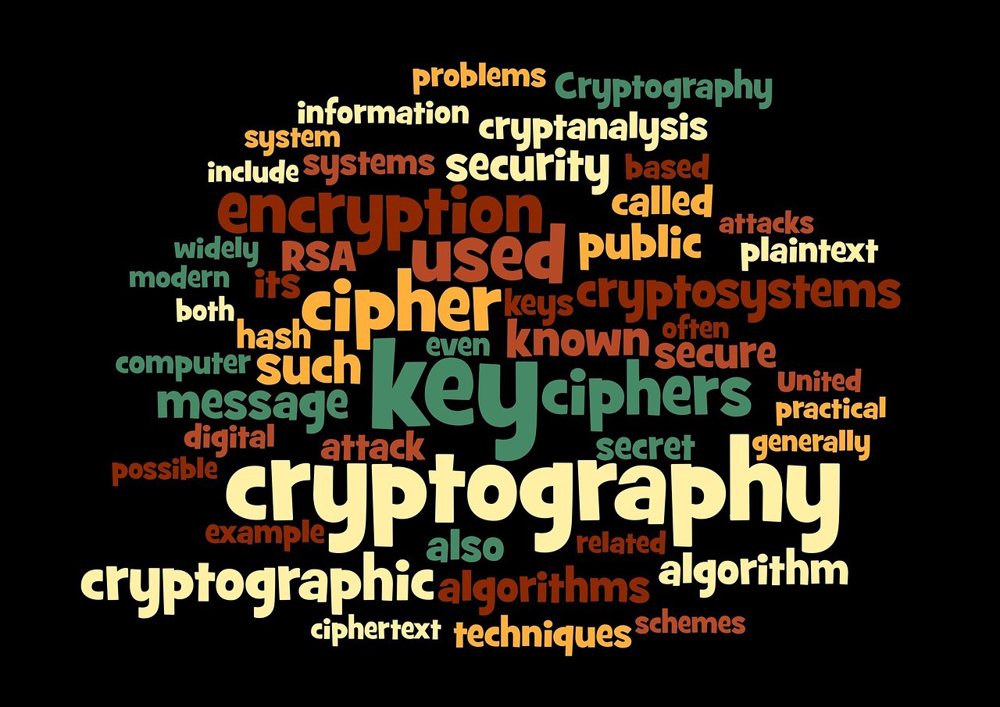 problems Cryptography
information cryptanalysis
system
include systems security based
encryption called
attacks
widely RSA used public plaintext
modern its cipher keys cryptosystems
both
hash even known often
computer such key ciphers secure
United
message practical
digital attack secret generally
possible cryptography
example also related
cryptographic algorithms algorithm
ciphertext techniques schemes